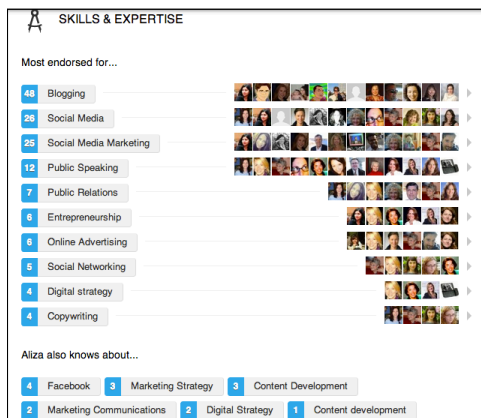 SKILLS & EXPERTISE
Most endorsed for...
48 Blogging
26 Social Media
25 Social Media Marketing
12 Public Speaking
7 Public Relations
6 Entrepreneurship
6 Online Advertising
5 Social Networking
4 Digital strategy
4 Copywriting
Aliza also knows about...
4 Facebook 3 Marketing Strategy 3 Content Development
2 Marketing Communications 2 Digital Strategy 1 Content development